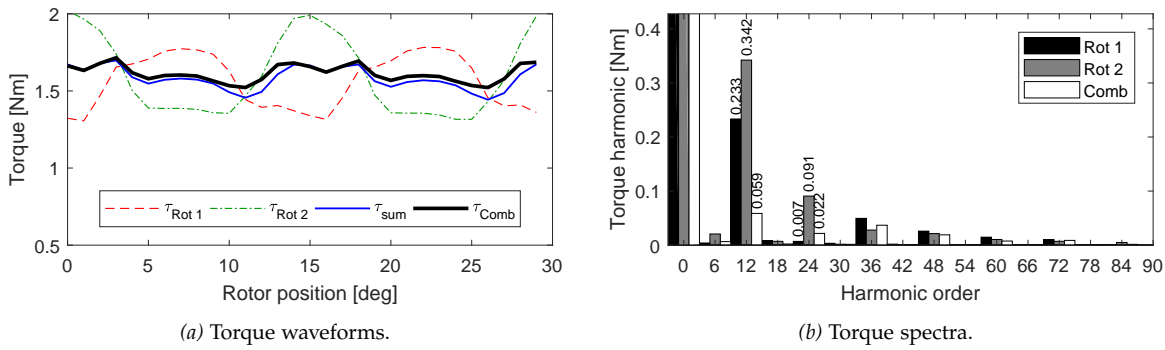 2
1.5
1
0.5
Torque [Nm]
τRot 1
τRot 2
τsum
τComb
0 5 10 15 20 25 30
Rotor position [deg]
(a) Torque waveforms.
0.4
0.3
0.2
0.1
0
Torque harmonic [Nm]
0.233
0.342
0.059
0.007
0.091
0.022
Rot 1
Rot 2
Comb
0 6 12 18 24 30 36 42 48 54 60 66 72 78 84 90
Harmonic order
(b) Torque spectra.